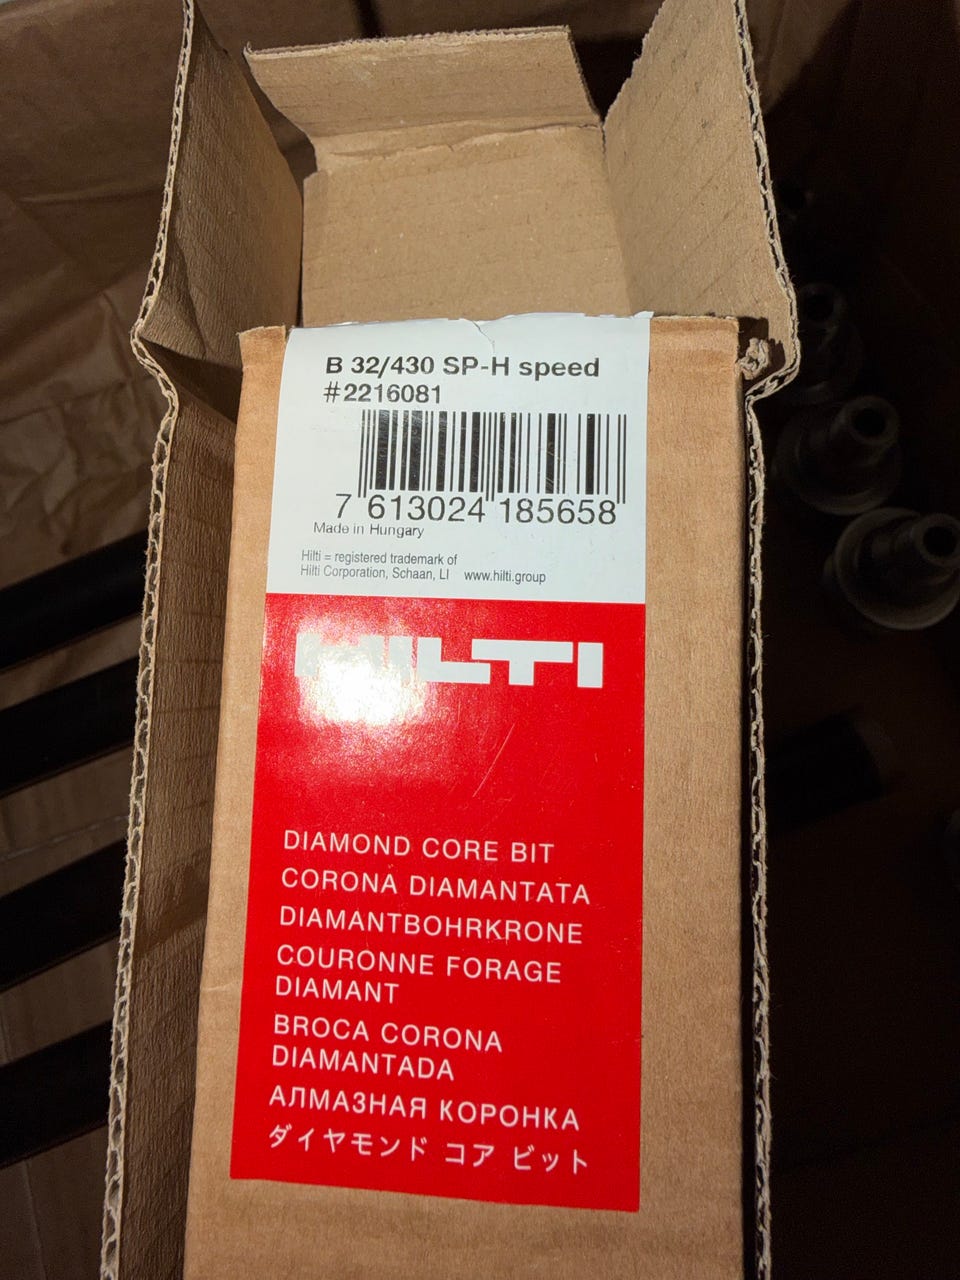 B 32/430 SP-H speed
#2216081
7 613024 185658
Made in Hungary
Hilti = registered trademark of
Hilti Corporation, Schaan, LI www.hilti.group
HILTI
DIAMOND CORE BIT
CORONA DIAMANTATA
DIAMANTBOHRKRONE
COURONNE FORAGE
DIAMANT
BROCA CORONA
DIAMANTADA
АЛМАЗНАЯ КОРОНКА
ダイヤモンド コア ビット